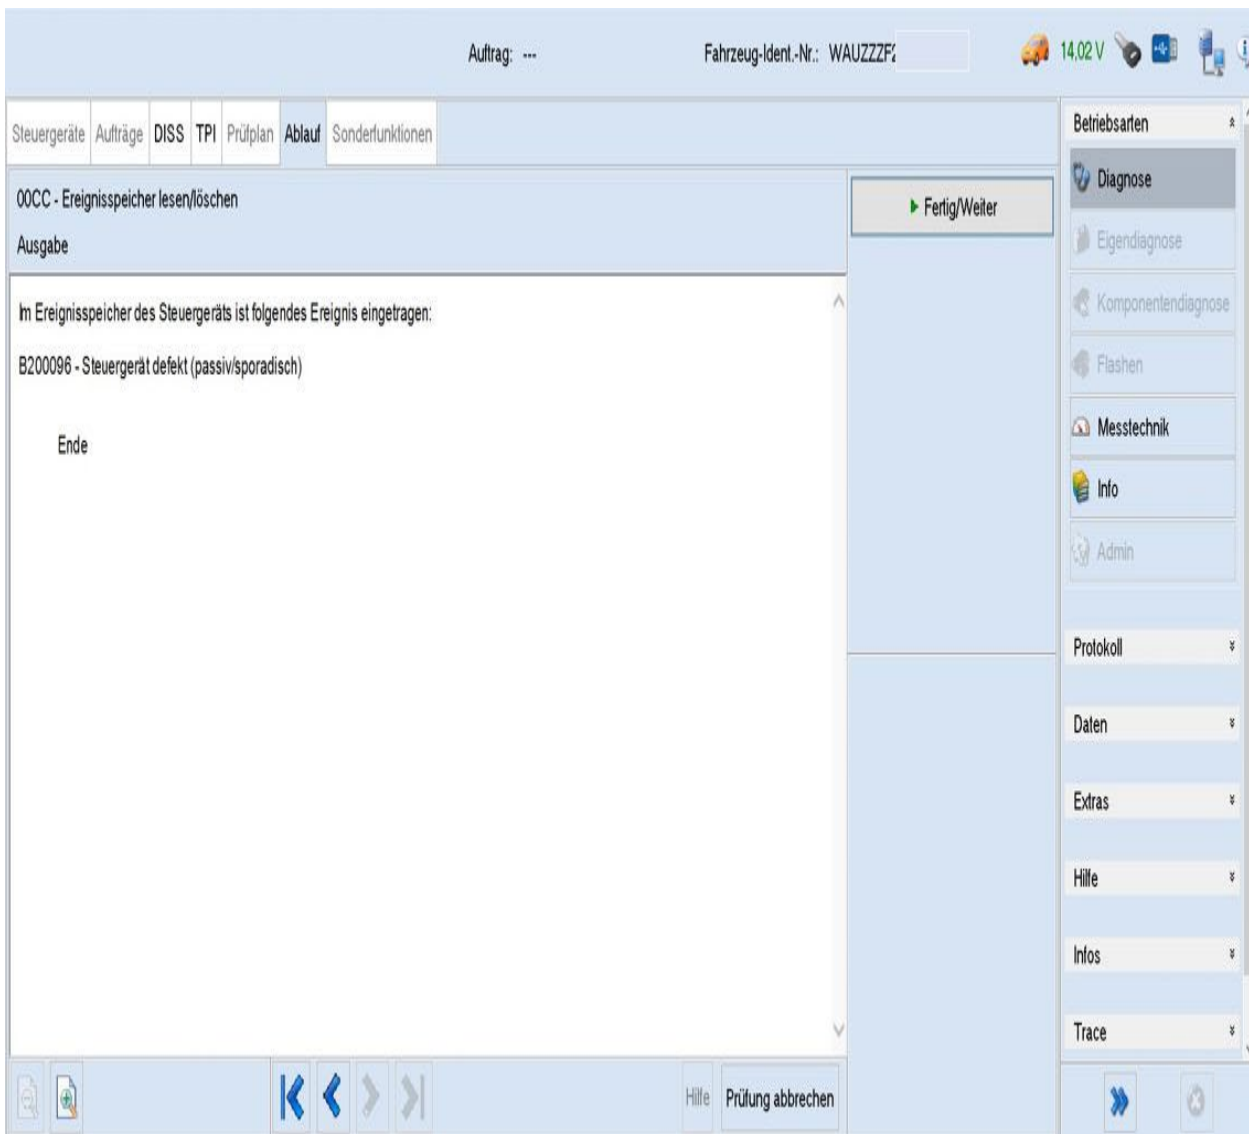 Auftrag: ---
Fahrzeug-Ident.-Nr.: WAUZZZF2
14.02 V
Steuergeräte Aufträge DISS TPI Prüfplan Ablauf Sonderfunktionen
00CC - Ereignisspeicher lesen/löschen
Ausgabe
Fertig/Weiter
Im Ereignisspeicher des Steuergeräts ist folgendes Ereignis eingetragen:
B200096 - Steuergerät defekt (passiv/sporadisch)
Ende
Hilfe
Prüfung abbrechen
Betriebsarten
Diagnose
Eigendiagnose
Komponentendiagnose
Flashen
Messtechnik
Info
Admin
Protokoll
Daten
Extras
Hilfe
Infos
Trace